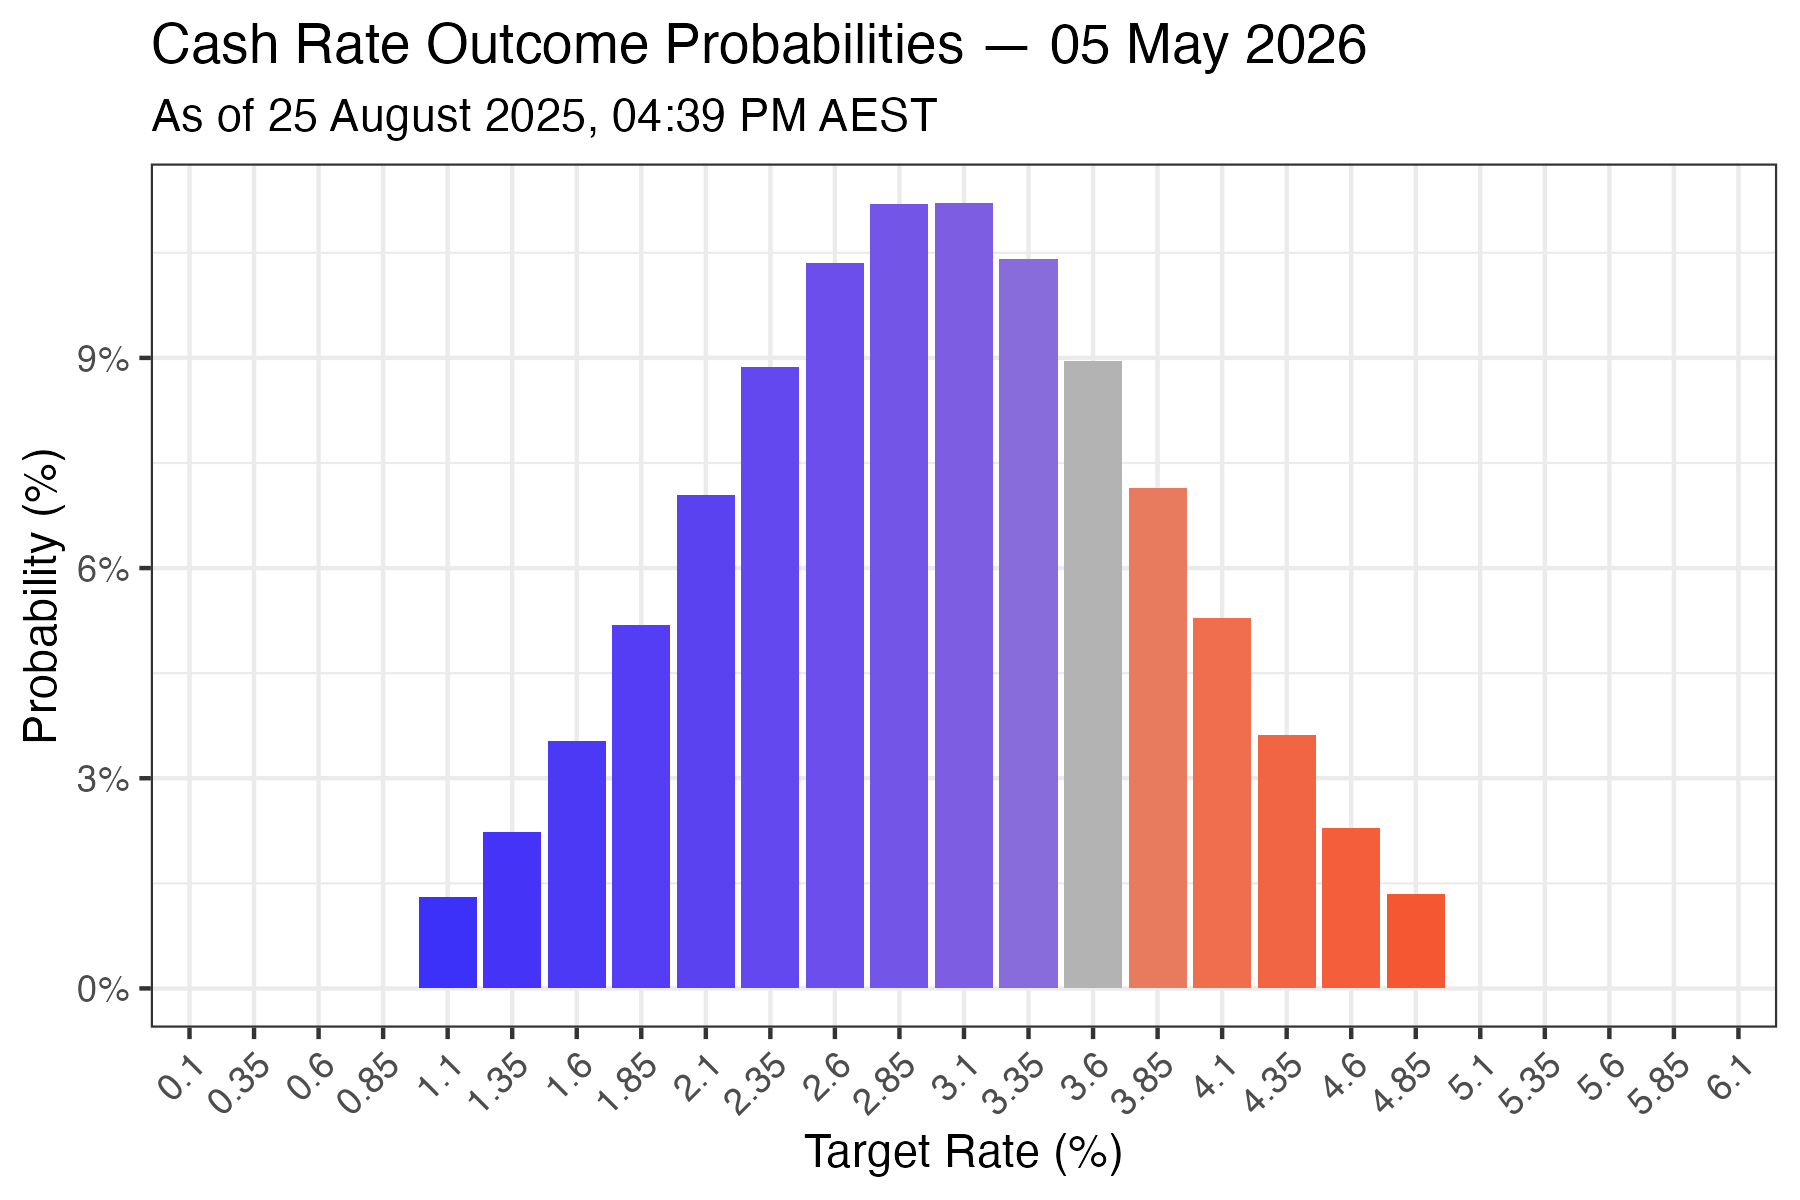 Cash Rate Outcome Probabilities — 05 May 2026
As of 25 August 2025, 04:39 PM AEST
Probability (%)
9%
6%
3%
0%
0.1 0.35 0.6 0.85 1.1 1.35 1.6 1.85 2.1 2.35 2.6 2.85 3.1 3.35 3.6 3.85 4.1 4.35 4.6 4.85 5.1 5.35 5.6 5.85 6.1
Target Rate (%)